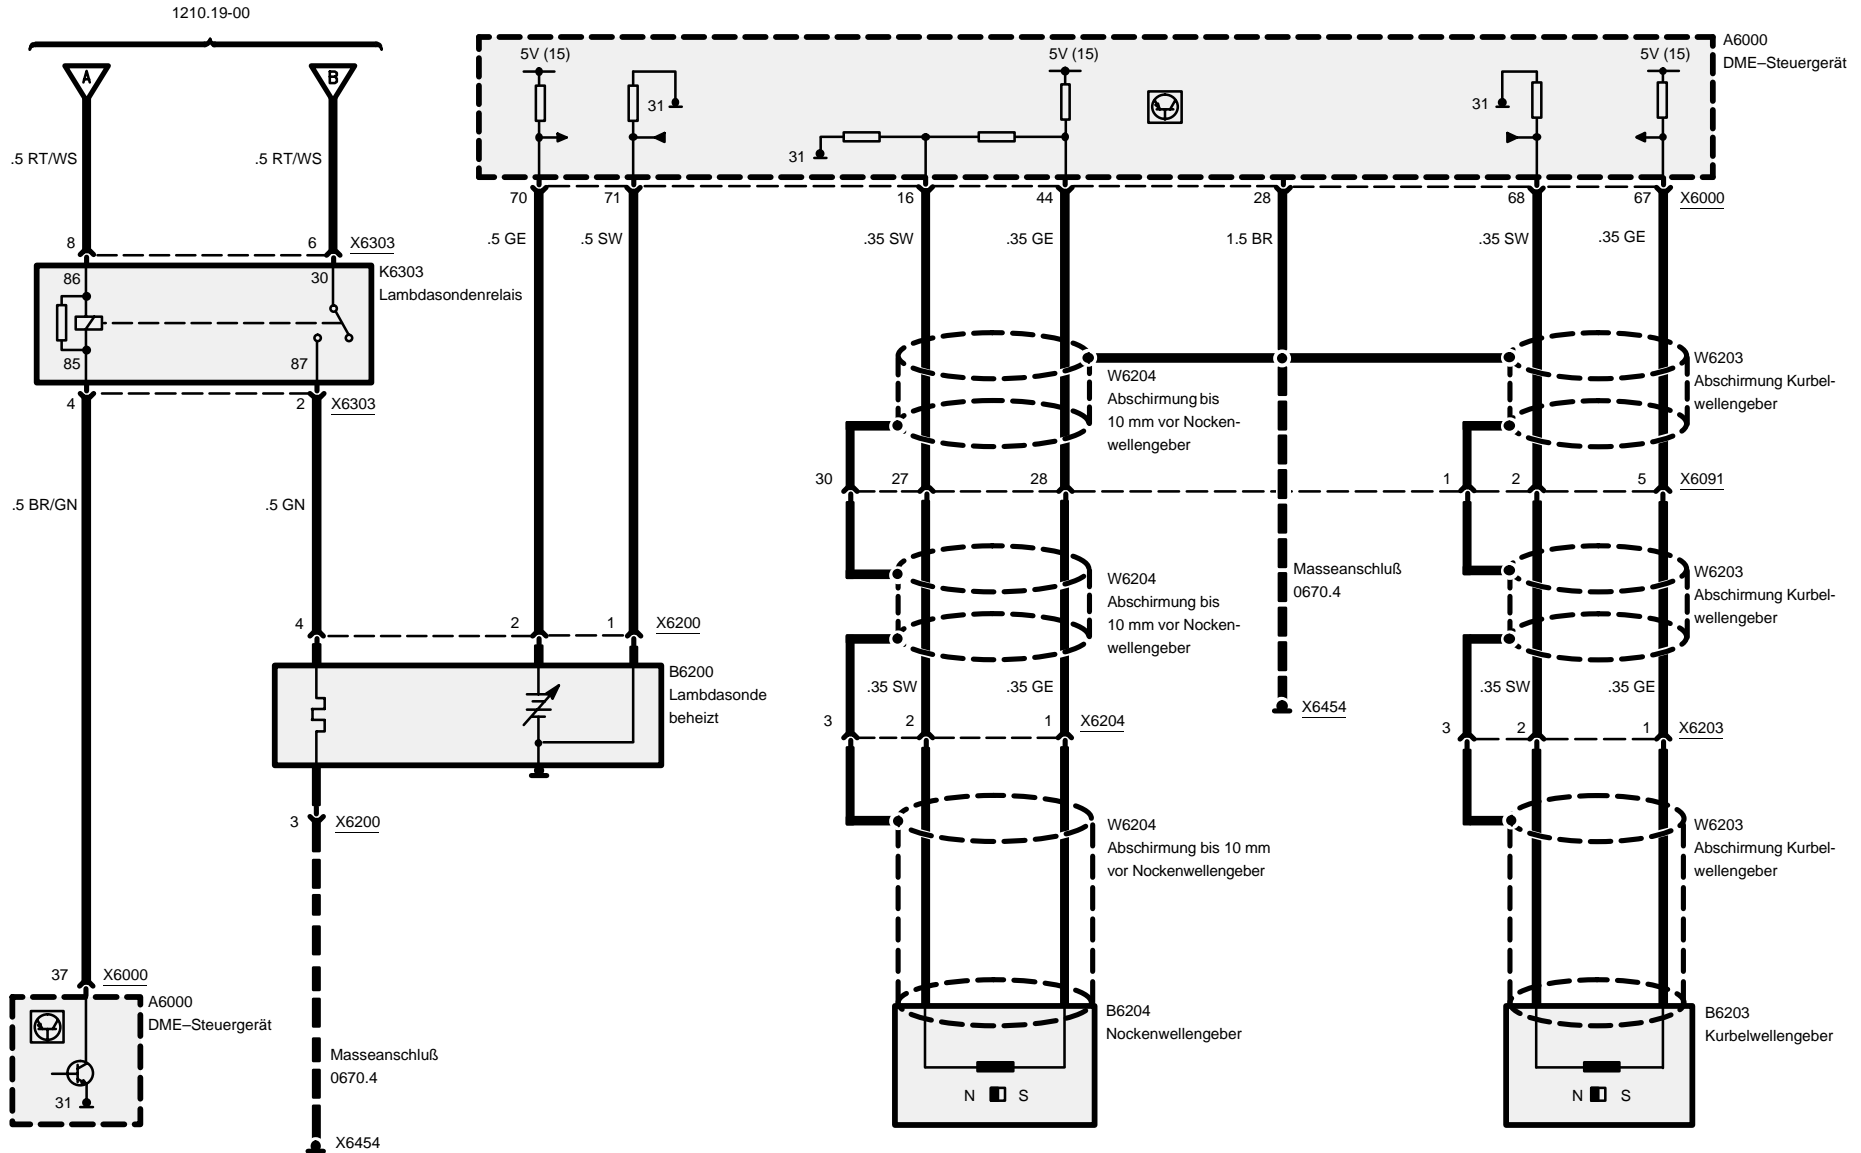 1210.19-00
A
B
.5 RT/WS
.5 RT/WS
8
6
X6303
86
30
K6303
Lambdasondenrelais
85
87
4
2
X6303
.5 BR/GN
.5 GN
5V (15)
31
5V (15)
31
31
5V (15)
A6000
DME–Steuergerät
70
71
16
44
28
68
67
X6000
.5 GE
.5 SW
.35 SW
.35 GE
1.5 BR
.35 SW
.35 GE
W6204
Abschirmung bis
10 mm vor Nocken-
wellengeber
W6203
Abschirmung Kurbel-
wellengeber
30
27
28
1
2
5
X6091
W6204
Abschirmung bis
10 mm vor Nocken-
wellengeber
Masseanschluß
0670.4
W6203
Abschirmung Kurbel-
wellengeber
4
2
1
X6200
B6200
Lambdasonde
beheizt
.35 SW
.35 GE
.35 SW
.35 GE
3
2
1
X6204
X6454
3
2
1
X6203
3
X6200
W6204
Abschirmung bis 10 mm
vor Nockenwellengeber
W6203
Abschirmung Kurbel-
wellengeber
37
X6000
A6000
DME–Steuergerät
31
Masseanschluß
0670.4
X6454
B6204
Nockenwellengeber
N
S
B6203
Kurbelwellengeber
N
S